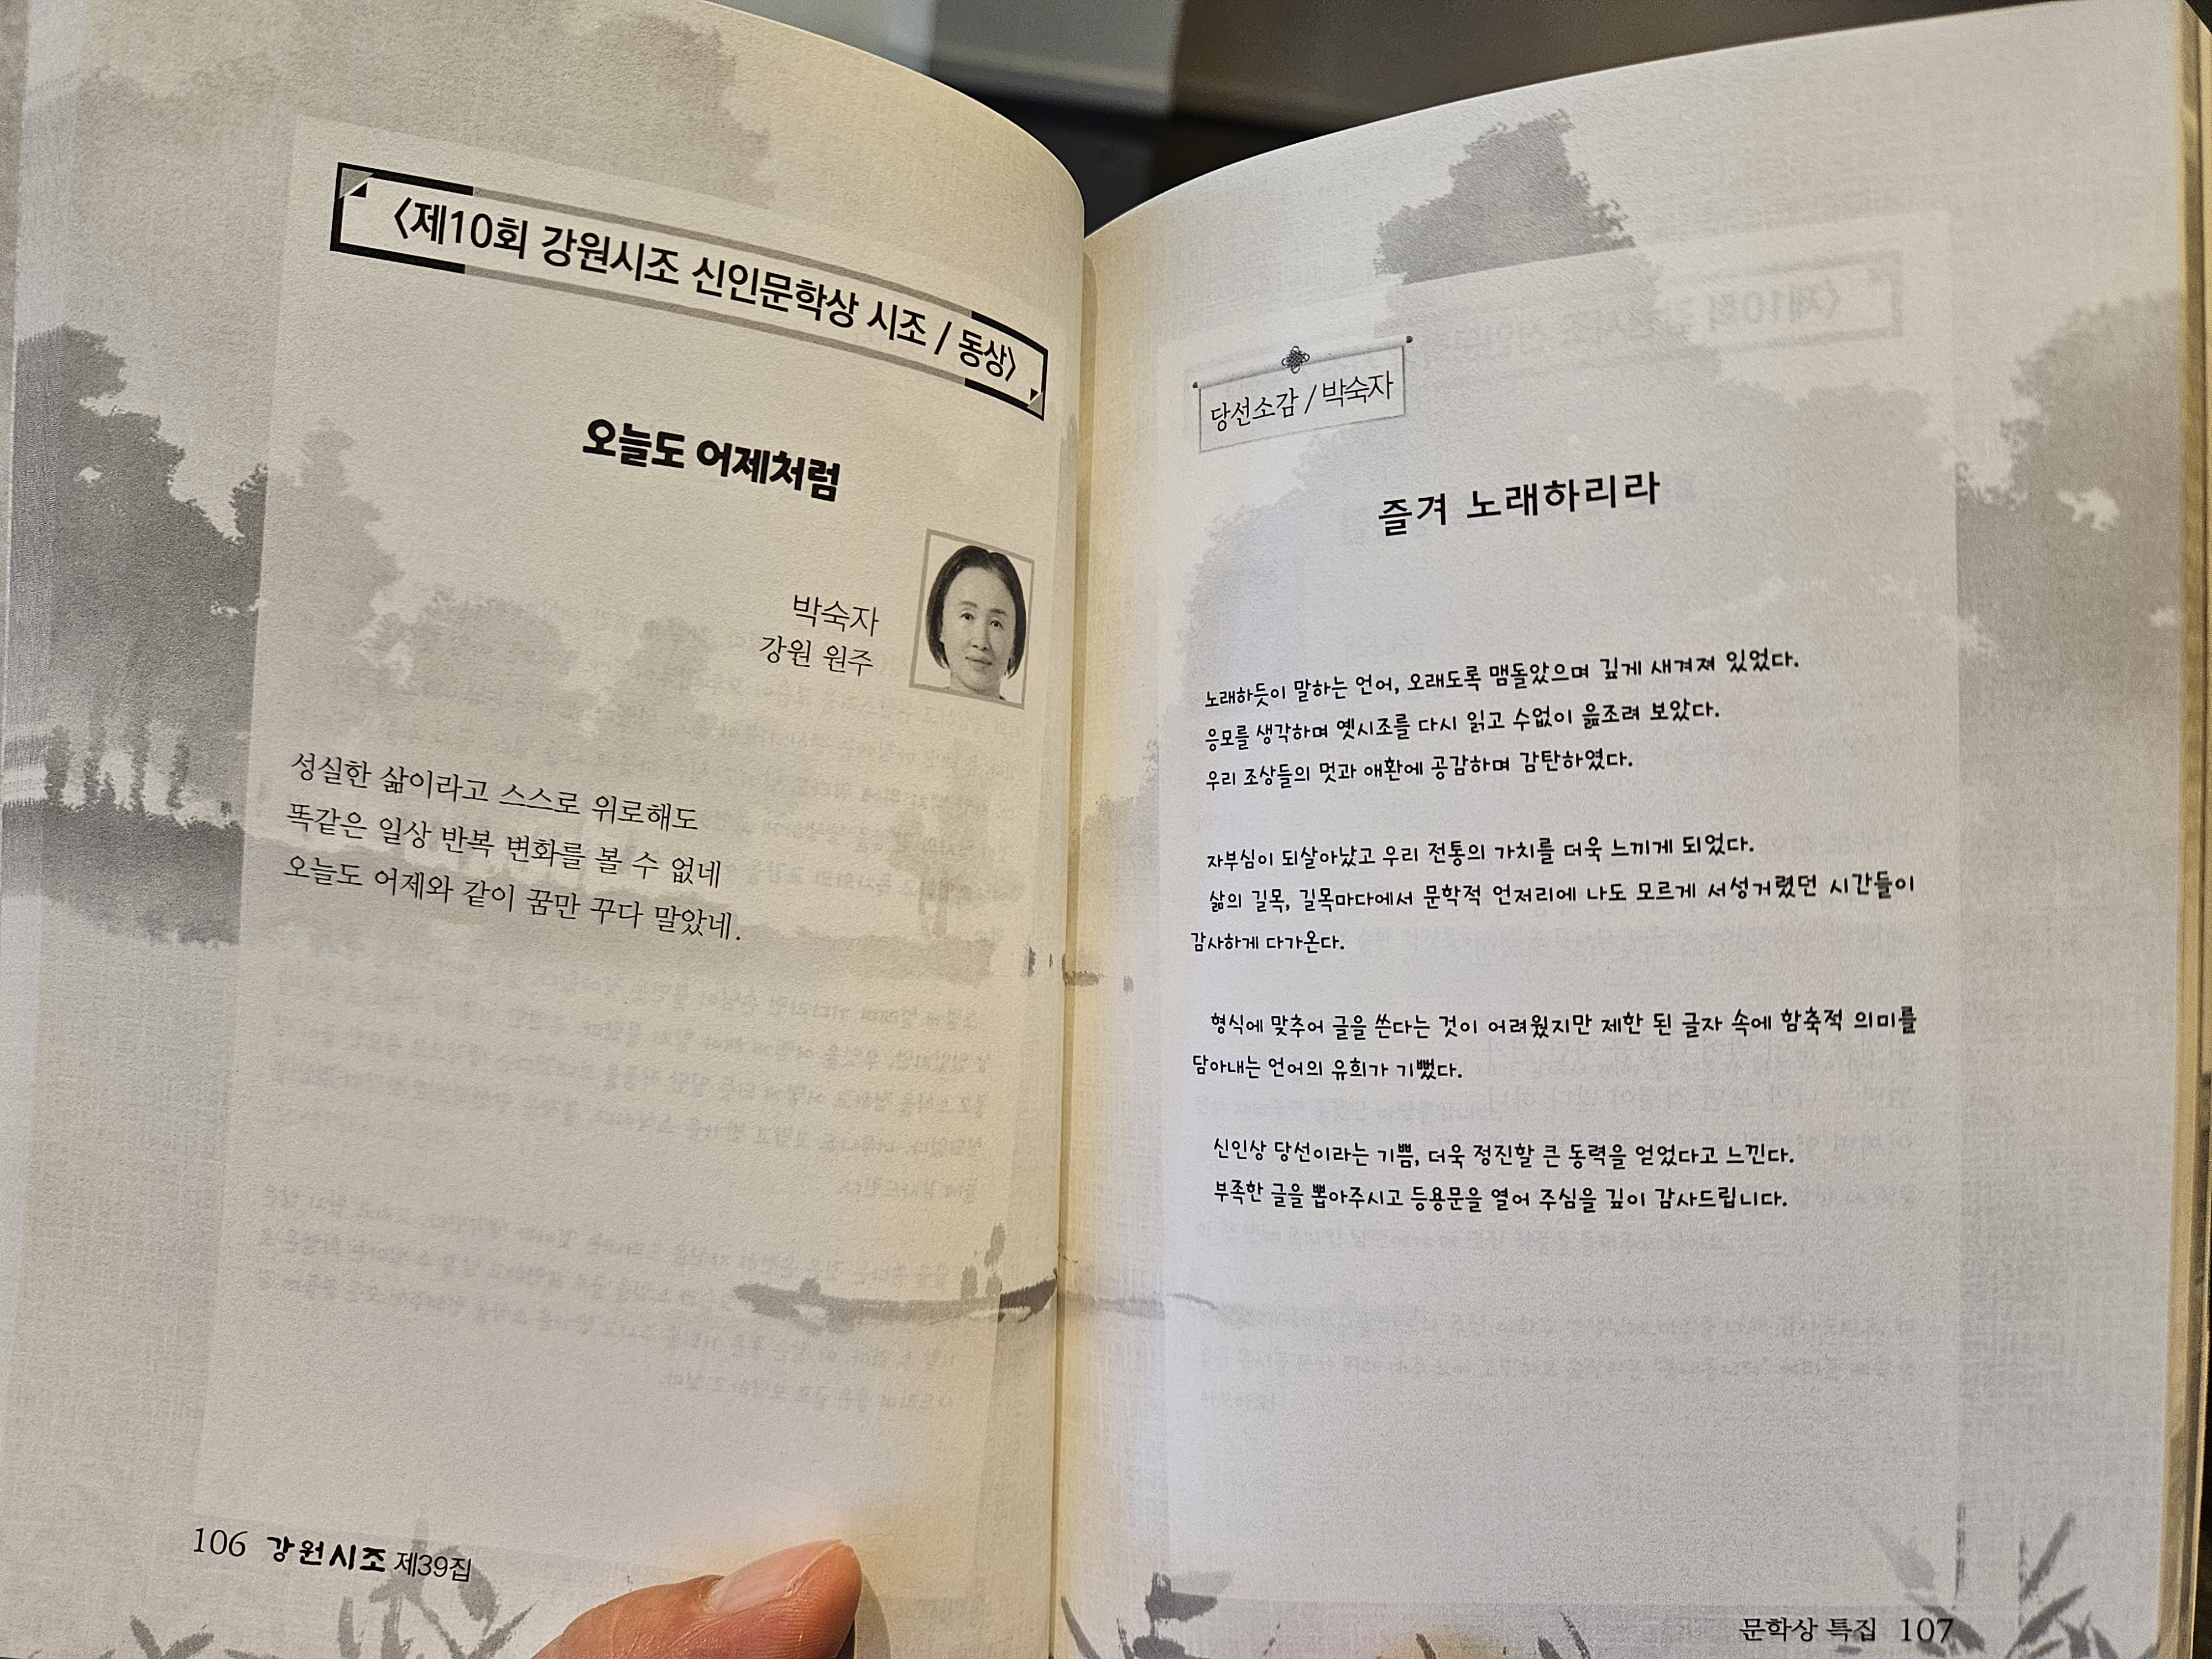 〈제10회 강원시조 신인문학상 시조 / 동상〉
오늘도 어제처럼
박숙자
강원 원주
성실한 삶이라고 스스로 위로해도
똑같은 일상 반복 변화를 볼 수 없네
오늘도 어제와 같이 꿈만 꾸다 말았네.
106 강원시조 제39집
당선소감 / 박숙자
즐겨 노래하리라
노래하듯이 말하는 언어, 오래도록 맴돌았으며 깊게 새겨져 있었다.
응모를 생각하며 옛시조를 다시 읽고 수없이 읊조려 보았다.
우리 조상들의 멋과 애환에 공감하며 감탄하였다.
자부심이 되살아났고 우리 전통의 가치를 더욱 느끼게 되었다.
삶의 길목, 길목마다에서 문학적 언저리에 나도 모르게 서성거렸던 시간들이
감사하게 다가온다.
형식에 맞추어 글을 쓴다는 것이 어려웠지만 제한 된 글자 속에 함축적 의미를
담아내는 언어의 유희가 기뻤다.
신인상 당선이라는 기쁨, 더욱 정진할 큰 동력을 얻었다고 느낀다.
부족한 글을 뽑아주시고 등용문을 열어 주심을 깊이 감사드립니다.
문학상 특집 107